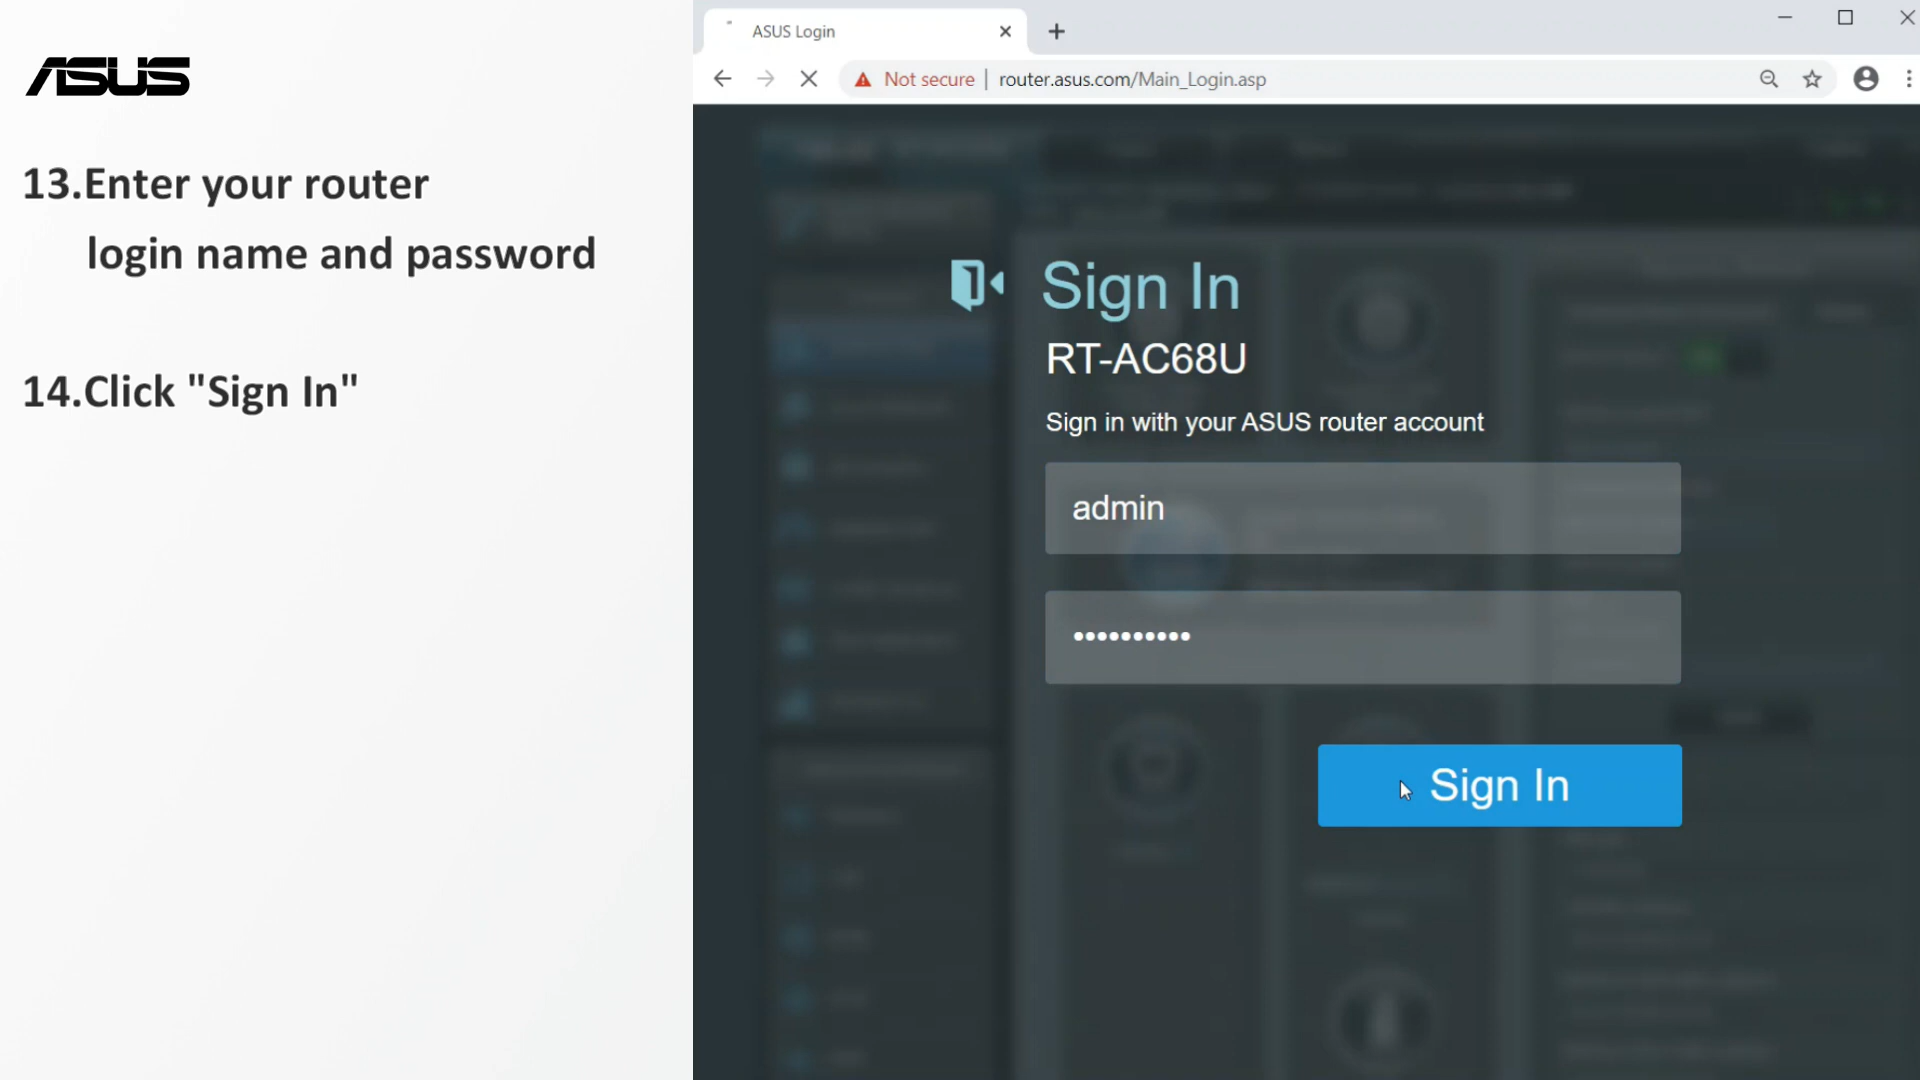 ASUS
13.Enter your router
login name and password
14.Click "Sign In"
ASUS Login
Not secure | router.asus.com/Main_Login.asp
Sign In
RT-AC68U
Sign in with your ASUS router account
admin
••••••••••
Sign In